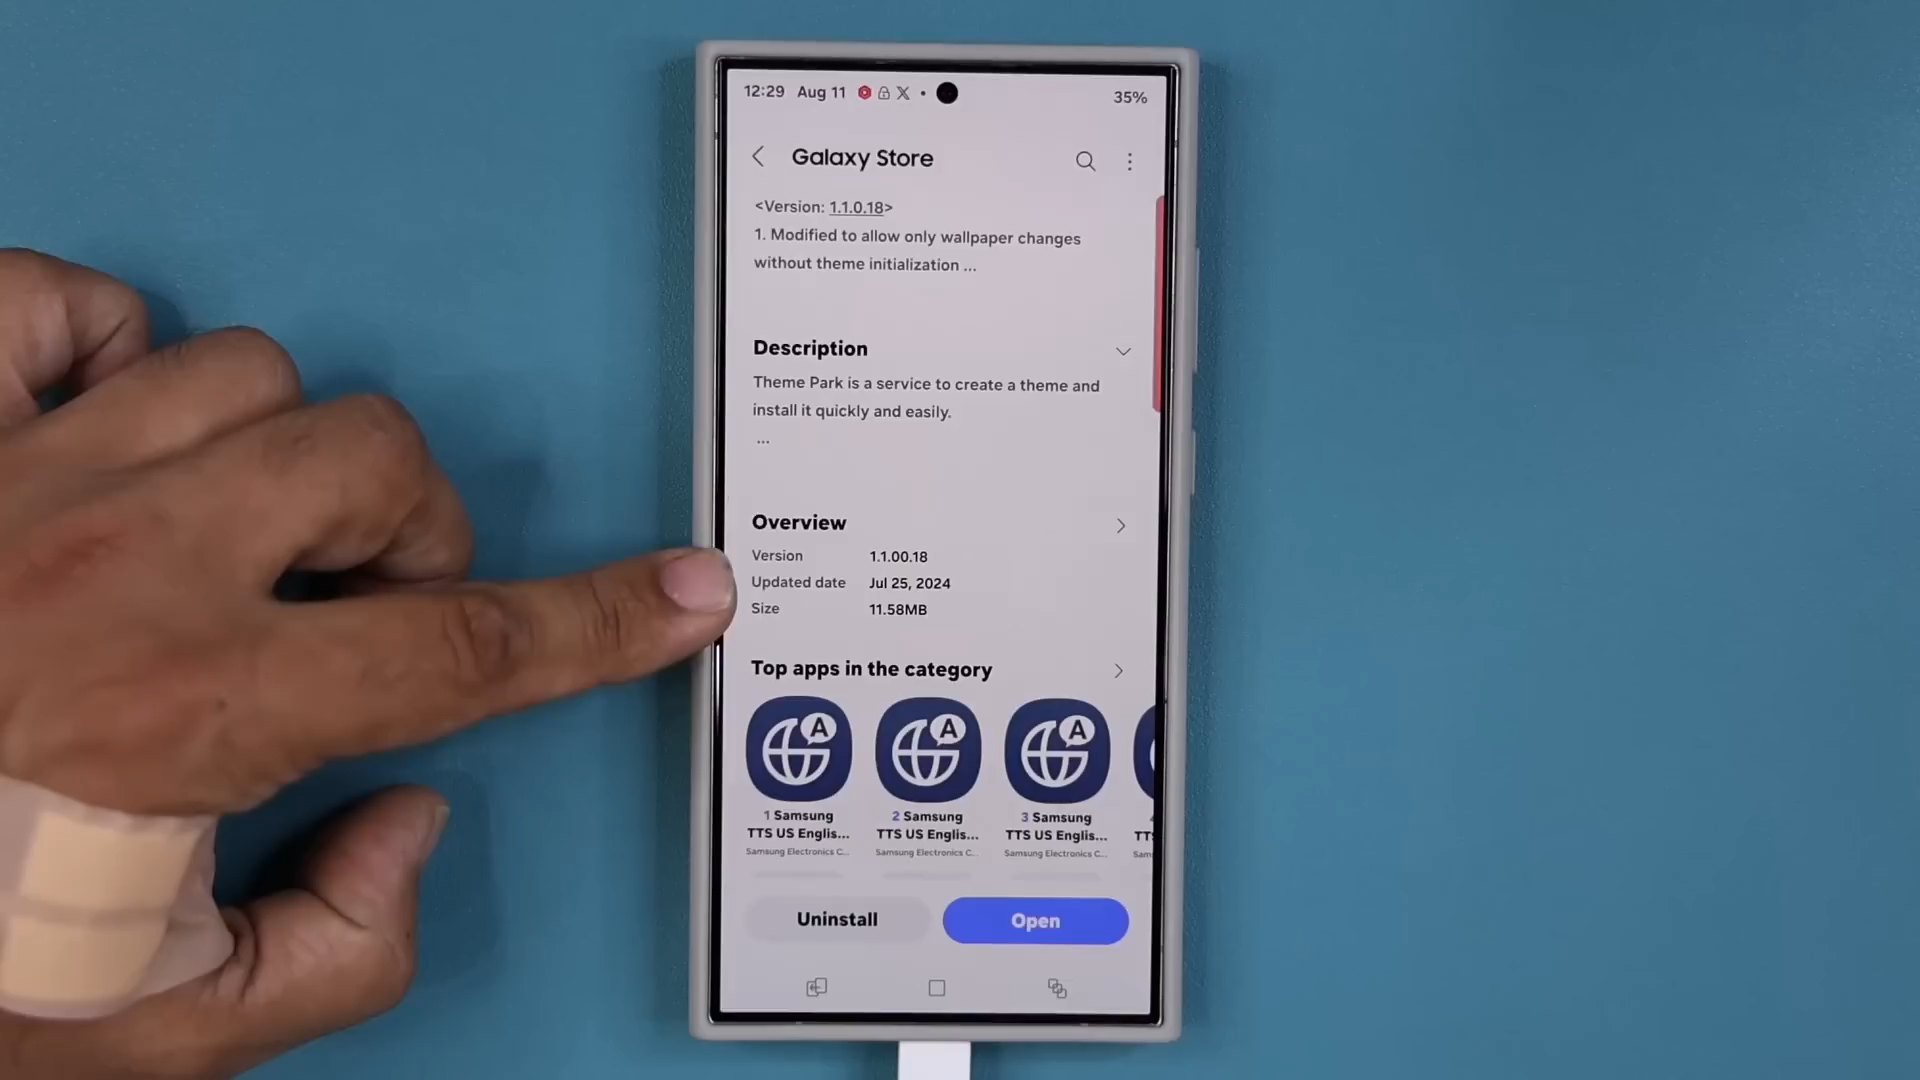 12:29 Aug 11
35%
Galaxy Store
<Version: 1.1.0.18>
1. Modified to allow only wallpaper changes
without theme initialization ...
Description
Theme Park is a service to create a theme and
install it quickly and easily.
...
Overview
Version 1.1.00.18
Updated date Jul 25, 2024
Size 11.58MB
Top apps in the category
A A A
1 Samsung 2 Samsung 3 Samsung
TTS US Englis... TTS US Englis... TTS US Englis... TT
Samsung Electronics C... Samsung Electronics C... Samsung Electronics C... Sam
Uninstall Open